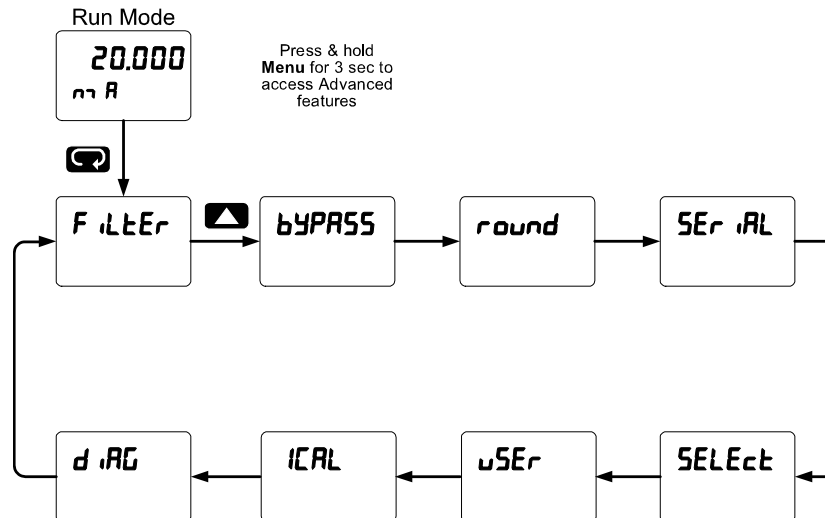 Run Mode
20.000
mA
Press & hold
Menu for 3 sec to
access Advanced
features
FiLtEr
bYPASS
round
SEriAL
diAG
ICAL
uSEr
SELEct